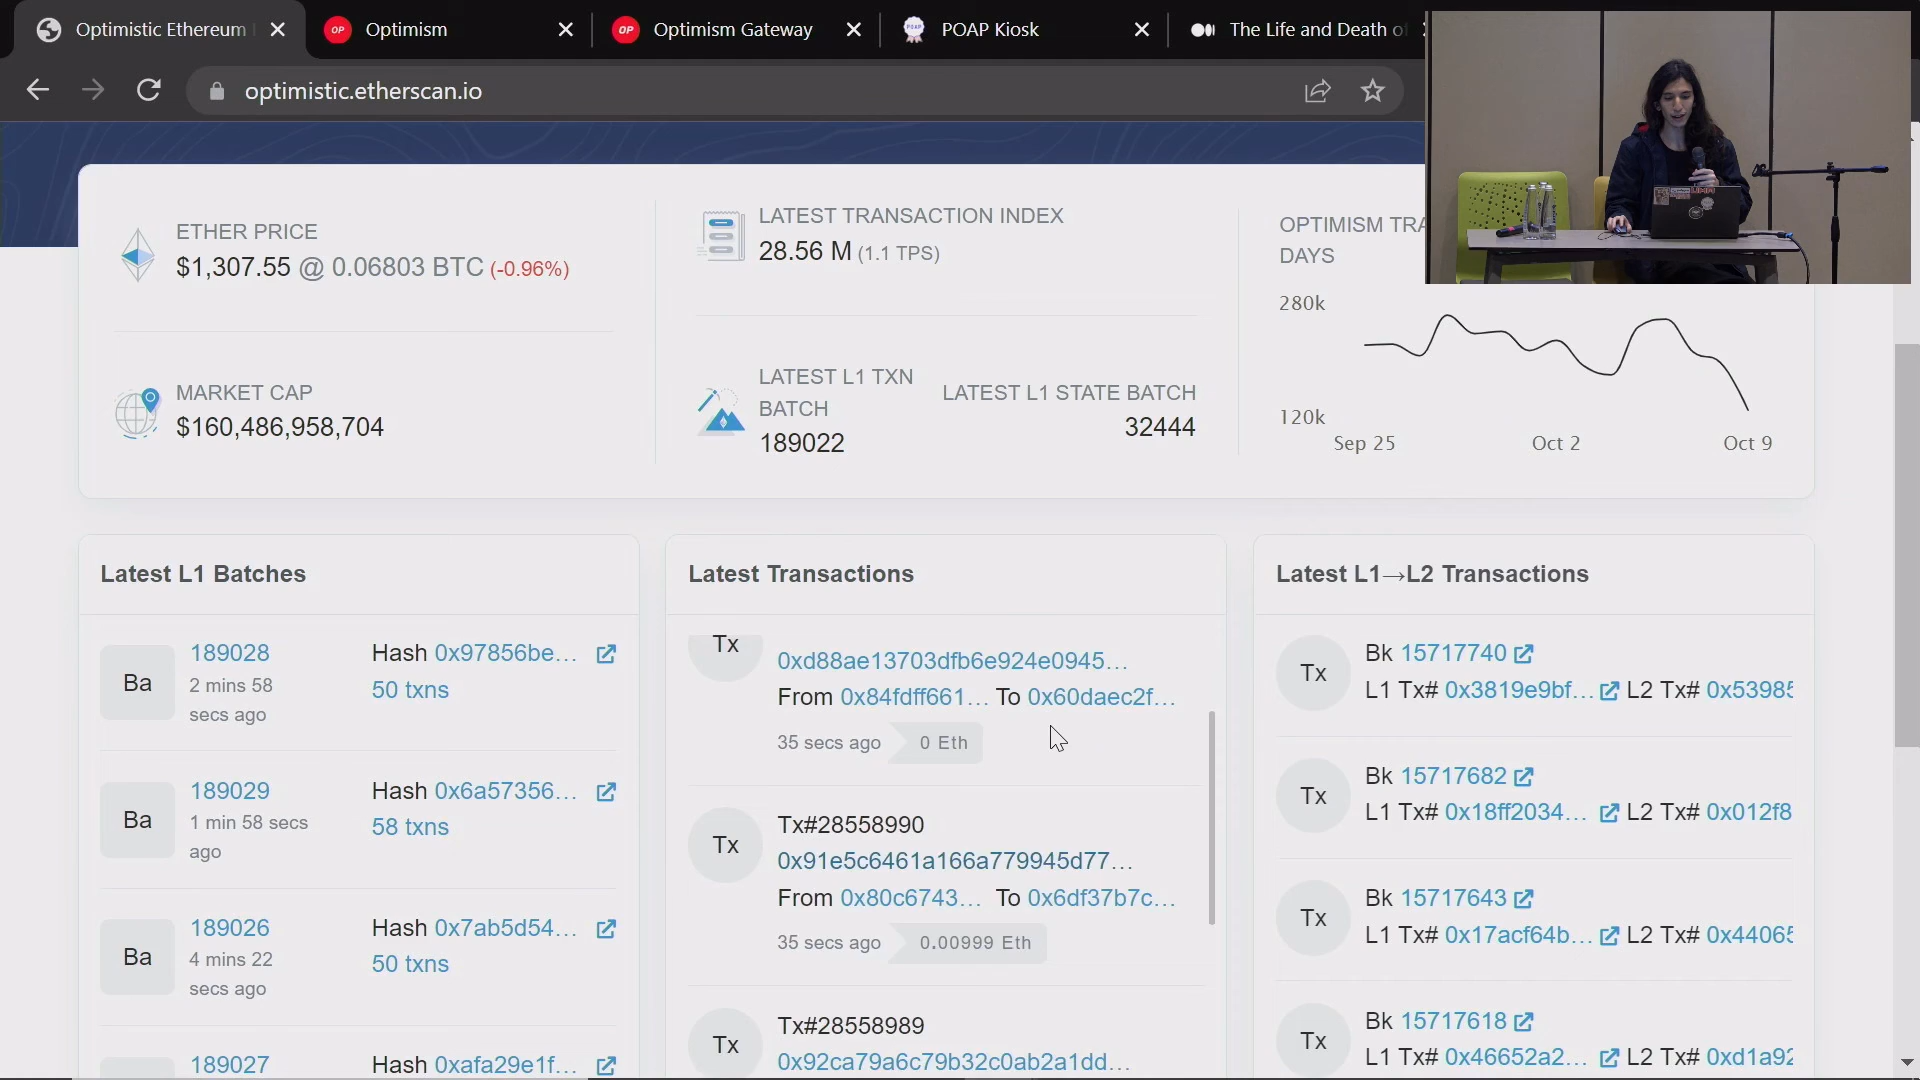 Optimistic Ethereum
Optimism
Optimism Gateway
POAP Kiosk
The Life and Death of
optimistic.etherscan.io
ETHER PRICE
$1,307.55 @ 0.06803 BTC (-0.96%)
MARKET CAP
$160,486,958,704
LATEST TRANSACTION INDEX
28.56 M (1.1 TPS)
LATEST L1 TXN
BATCH
189022
LATEST L1 STATE BATCH
32444
OPTIMISM TRA
DAYS
280k
120k
Sep 25
Oct 2
Oct 9
Latest L1 Batches
Ba
189028
2 mins 58
secs ago
Hash 0x97856be...
50 txns
Ba
189029
1 min 58 secs
ago
Hash 0x6a57356...
58 txns
Ba
189026
4 mins 22
secs ago
Hash 0x7ab5d54...
50 txns
189027
Hash 0xafa29e1f...
Latest Transactions
Tx
0xd88ae13703dfb6e924e0945...
From 0x84fdff661... To 0x60daec2f...
35 secs ago
0 Eth
Tx
Tx#28558990
0x91e5c6461a166a779945d77...
From 0x80c6743... To 0x6df37b7c...
35 secs ago
0.00999 Eth
Tx
Tx#28558989
0x92ca79a6c79b32c0ab2a1dd...
Latest L1→L2 Transactions
Tx
Bk 15717740
L1 Tx# 0x3819e9bf... L2 Tx# 0x53985
Tx
Bk 15717682
L1 Tx# 0x18ff2034... L2 Tx# 0x012f8
Tx
Bk 15717643
L1 Tx# 0x17acf64b... L2 Tx# 0x44065
Tx
Bk 15717618
L1 Tx# 0x46652a2... L2 Tx# 0xd1a92